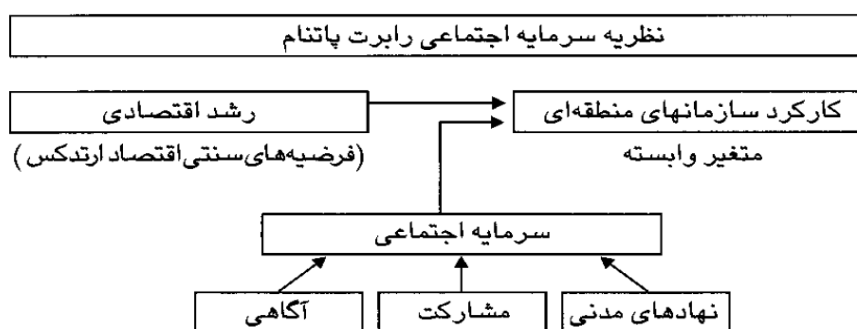 نظریه سرمایه اجتماعی رابرت پاتنام
کارکرد سازمانهای منطقه‌ای
رشد اقتصادی
متغیر وابسته
(فرضیه‌های سنتی اقتصاد ارتدکس)
سرمایه اجتماعی
نهادهای مدنی
مشارکت
آگاهی